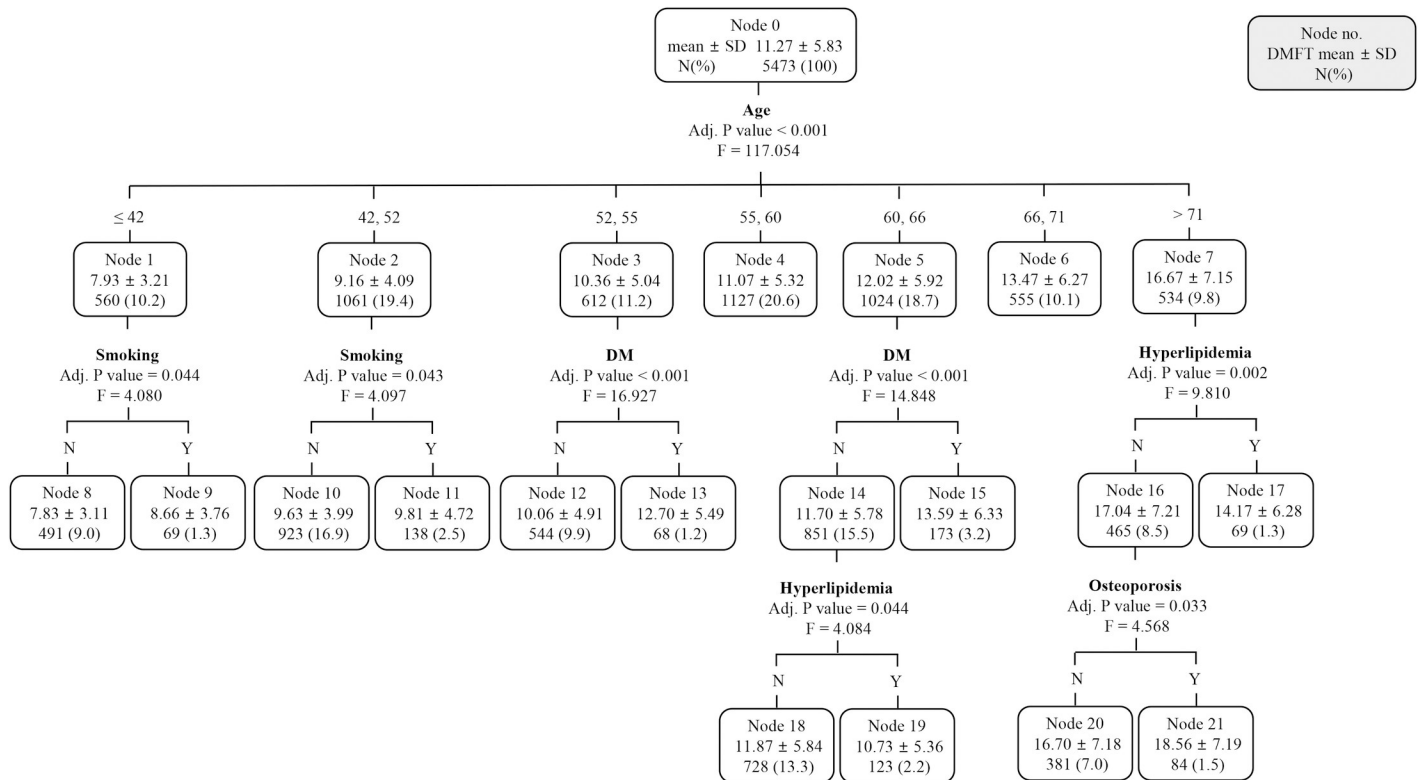 Node 0
mean ± SD 11.27 ± 5.83
N(%) 5473 (100)
Node no.
DMFT mean ± SD
N(%)
Age
Adj. P value < 0.001
F = 117.054
≤ 42
42, 52
52, 55
55, 60
60, 66
66, 71
> 71
Node 1
7.93 ± 3.21
560 (10.2)
Node 2
9.16 ± 4.09
1061 (19.4)
Node 3
10.36 ± 5.04
612 (11.2)
Node 4
11.07 ± 5.32
1127 (20.6)
Node 5
12.02 ± 5.92
1024 (18.7)
Node 6
13.47 ± 6.27
555 (10.1)
Node 7
16.67 ± 7.15
534 (9.8)
Smoking
Adj. P value = 0.044
F = 4.080
Smoking
Adj. P value = 0.043
F = 4.097
DM
Adj. P value < 0.001
F = 16.927
DM
Adj. P value < 0.001
F = 14.848
Hyperlipidemia
Adj. P value = 0.002
F = 9.810
N
Y
N
Y
N
Y
N
Y
N
Y
Node 8
7.83 ± 3.11
491 (9.0)
Node 9
8.66 ± 3.76
69 (1.3)
Node 10
9.63 ± 3.99
923 (16.9)
Node 11
9.81 ± 4.72
138 (2.5)
Node 12
10.06 ± 4.91
544 (9.9)
Node 13
12.70 ± 5.49
68 (1.2)
Node 14
11.70 ± 5.78
851 (15.5)
Node 15
13.59 ± 6.33
173 (3.2)
Node 16
17.04 ± 7.21
465 (8.5)
Node 17
14.17 ± 6.28
69 (1.3)
Hyperlipidemia
Adj. P value = 0.044
F = 4.084
Osteoporosis
Adj. P value = 0.033
F = 4.568
N
Y
N
Y
Node 18
11.87 ± 5.84
728 (13.3)
Node 19
10.73 ± 5.36
123 (2.2)
Node 20
16.70 ± 7.18
381 (7.0)
Node 21
18.56 ± 7.19
84 (1.5)